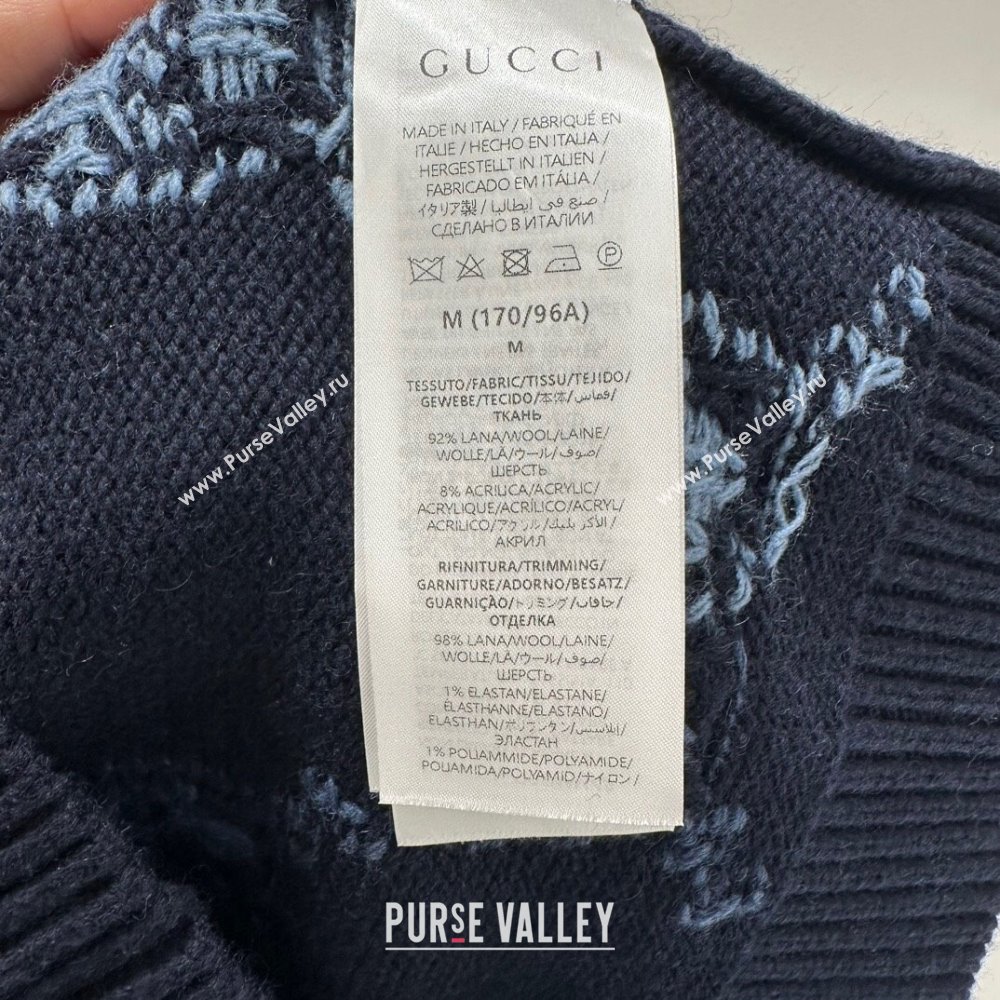 GUCCI
MADE IN ITALY / FABRIQUÉ EN
ITALIE / HECHO EN ITALIA /
HERGESTELLT IN ITALIEN /
FABRICADO EM ITÁLIA /
イタリア製 / صنع في ايطاليا /
СДЕЛАНО В ИТАЛИИ
P
M (170/96A)
M
TESSUTO/FABRIC/TISSU/TEJIDO/
GEWEBE/TECIDO/本体/قماس/
ТКАНЬ
92% LANA/WOOL/LAINE/
WOLLE/LÃ/ウール/صوف/
ШЕРСТЬ
8% ACRILICA/ACRYLIC/
ACRYLIQUE/ACRÍLICO/ACRYL/
ACRILICO/アクリル/الأكريليك/
АКРИЛ
RIFINITURA/TRIMMING/
GARNITURE/ADORNO/BESATZ/
GUARNIÇÃO/トリミング/حافات/
ОТДЕЛКА
98% LANA/WOOL/LAINE/
WOLLE/LÃ/ウール/صوف/
ШЕРСТЬ
1% ELASTAN/ELASTANE/
ÉLASTHANNE/ELASTANO/
ELASTHAN/ポリウレタン/
ЭЛАСТАН
1% POLIAMMIDE/POLYAMIDE/
POLIAMIDA/POLYAMID/ナイロン/
www.PurseValley.ru
www.PurseValley.ru
PURSE VALLEY